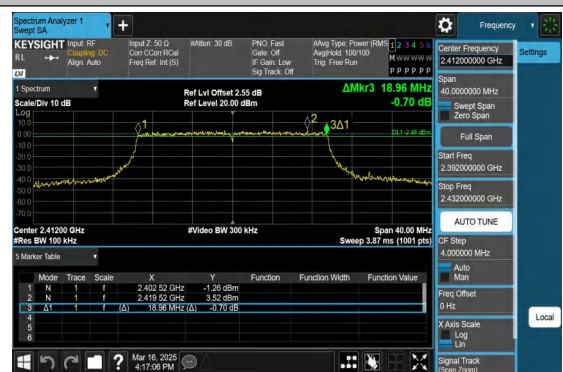 Spectrum Analyzer 1
Swept SA
Frequency
KEYSIGHT
Input: RF
Coupling: DC
Align: Auto
Input Z: 50 Ω
Corr CCorr RCal
Freq Ref: Int (S)
#Atten: 30 dB
PNO: Fast
Gate: Off
IF Gain: Low
Sig Track: Off
#Avg Type: Power (RMS
Avg|Hold: 100/100
Trig: Free Run
1 2 3 4 5 6
M W W W W W
P P P P P P
R L
LXI
Center Frequency
2.412000000 GHz
Settings
Span
40.0000000 MHz
Swept Span
Zero Span
Full Span
Start Freq
2.392000000 GHz
Stop Freq
2.432000000 GHz
AUTO TUNE
CF Step
4.000000 MHz
Auto
Man
Freq Offset
0 Hz
X Axis Scale
Log
Lin
Signal Track
(Span Zoom)
Local
1 Spectrum
Scale/Div 10 dB
Log
Ref Lvl Offset 2.55 dB
Ref Level 20.00 dBm
ΔMkr3 18.96 MHz
-0.70 dB
10.0
0.00
-10.0
-20.0
-30.0
-40.0
-50.0
-60.0
-70.0
1
2
3Δ1
DL1 2.48 dBm
Center 2.41200 GHz
#Res BW 100 kHz
#Video BW 300 kHz
Span 40.00 MHz
Sweep 3.87 ms (1001 pts)
5 Marker Table
Mode Trace Scale X Y Function Function Width Function Value
1 N 1 f 2.402 52 GHz -1.26 dBm
2 N 1 f 2.419 52 GHz 3.52 dBm
3 Δ1 1 f (Δ) 18.96 MHz (Δ) -0.70 dB
4
5
6
Mar 16, 2025
4:17:06 PM